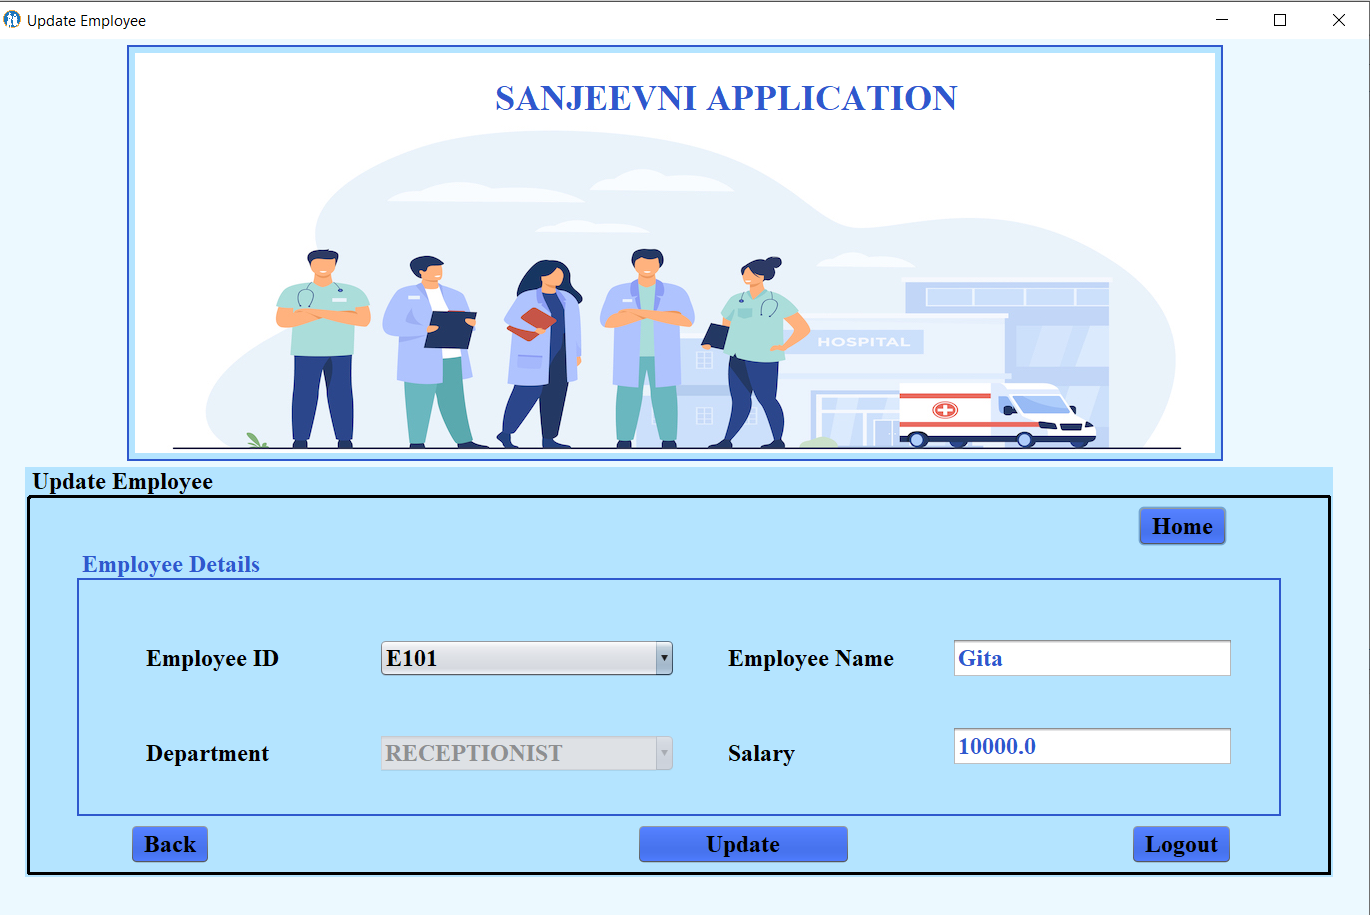 Update Employee
SANJEEVNI APPLICATION
HOSPITAL
Update Employee
Home
Employee Details
Employee ID E101 Employee Name Gita
Department RECEPTIONIST Salary 10000.0
Back Update Logout